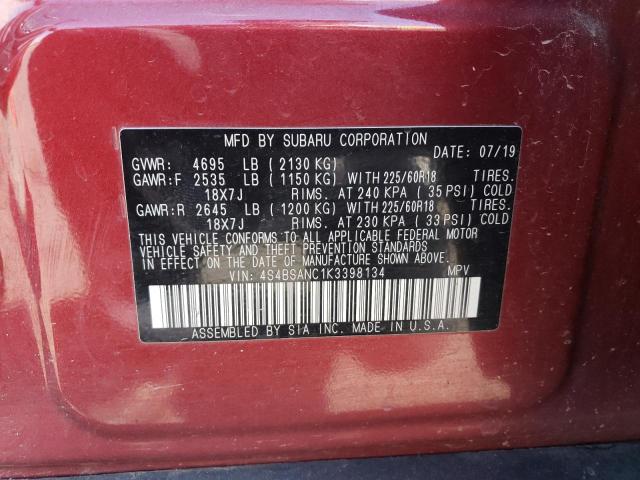 MFD BY SUBARU CORPORATION
GVWR: 4695 LB (2130 KG) DATE: 07/19
GAWR:F 2535 LB (1150 KG) WITH 225/60R18 TIRES.
18X7J RIMS. AT 240 KPA (35 PSI) COLD
GAWR:R 2645 LB (1200 KG) WITH 225/60R18 TIRES.
18X7J RIMS. AT 230 KPA (33 PSI) COLD
THIS VEHICLE CONFORMS TO ALL APPLICABLE FEDERAL MOTOR
VEHICLE SAFETY AND THEFT PREVENTION STANDARDS
IN EFFECT ON THE DATE OF MANUFACTURE SHOWN ABOVE.
VIN: 4S4BSANC1K3398134 MPV
ASSEMBLED BY SIA INC. MADE IN U.S.A.